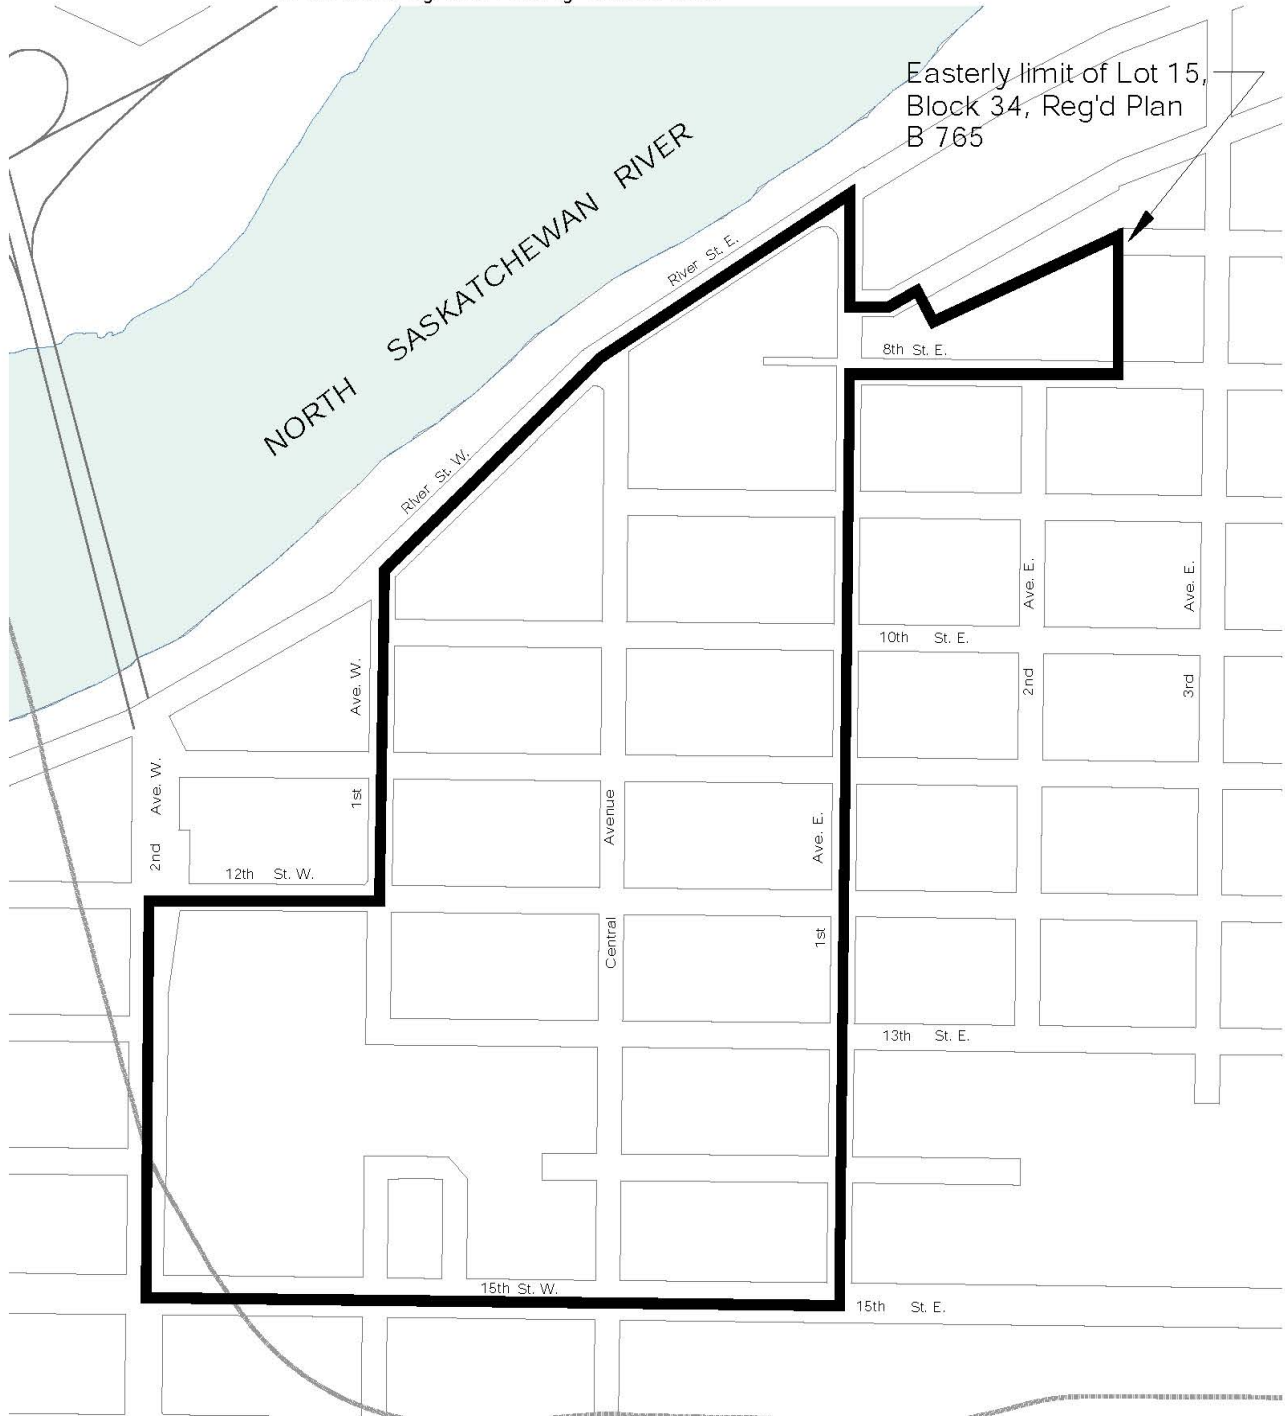 Easterly limit of Lot 15,
Block 34, Reg'd Plan
B 765
NORTH SASKATCHEWAN RIVER
River St. E.
8th St. E.
River St. W.
Ave. E.
Ave. E.
10th St. E.
2nd
3rd
Ave. W.
1st
Ave. W.
2nd
Avenue
Central
Ave. E.
1st
12th St. W.
13th St. E.
15th St. W.
15th St. E.